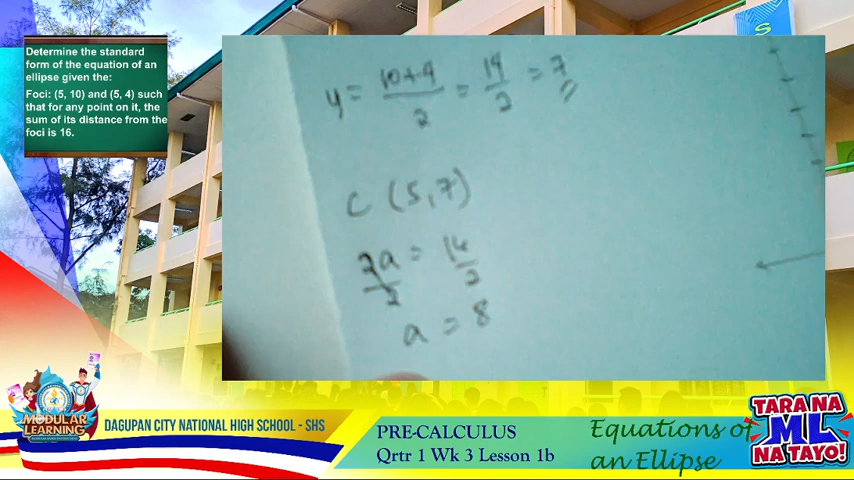 Determine the standard
form of the equation of an
ellipse given the:
Foci: (5, 10) and (5, 4) such
that for any point on it, the
sum of its distance from the
foci is 16.
y = 10+4/2 = 14/2 = 7
C (5,7)
2a/2 = 16/2
a = 8
MODULAR
LEARNING
DAGUPAN CITY NATIONAL HIGH SCHOOL - SHS
PRE-CALCULUS
Qrtr 1 Wk 3 Lesson 1b
Equations of
an Ellipse
TARA NA
ML
NA TAYO!